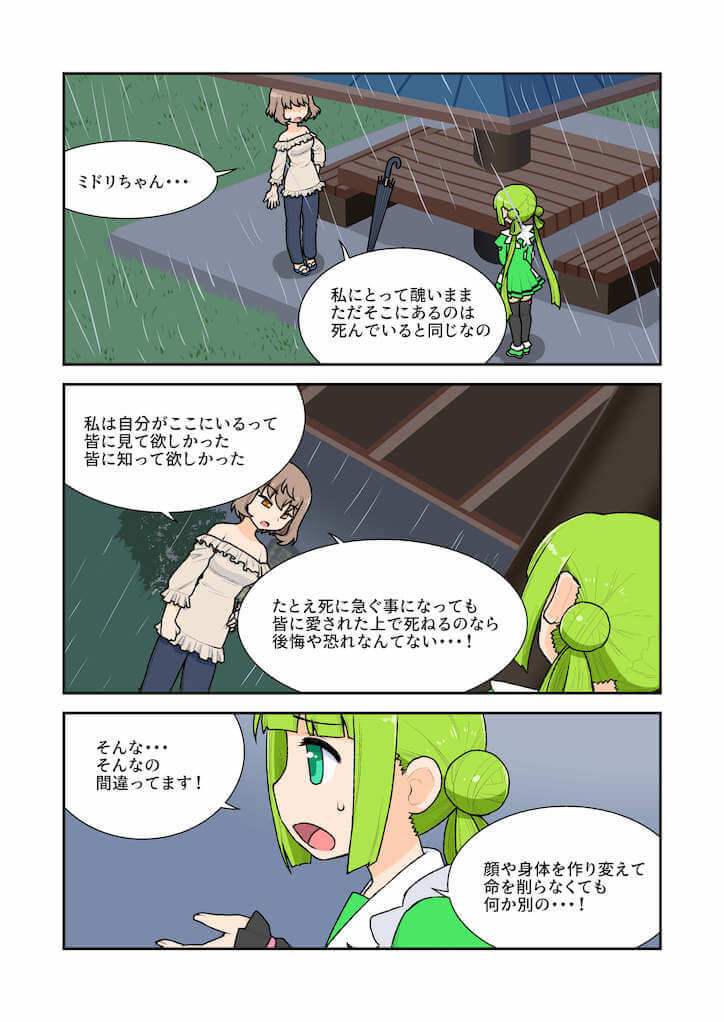 ミドリちゃん・・・
私にとって醜いまま
ただそこにあるのは
死んでいると同じなの
私は自分がここにいるって
皆に見て欲しかった
皆に知って欲しかった
たとえ死に急ぐ事になっても
皆に愛された上で死ねるのなら
後悔や恐れなんてない・・・！
そんな・・・
そんなの
間違ってます！
顔や身体を作り変えて
命を削らなくても
何か別の・・・！